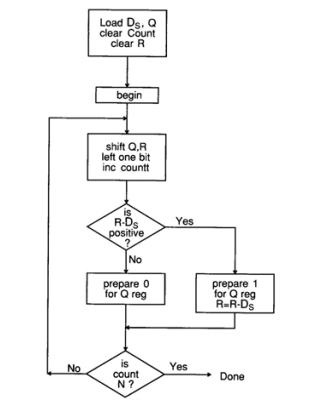 Load DS, Q
clear Count
clear R
begin
shift Q,R
left one bit
inc countt
is
R-DS
positive
?
Yes
No
prepare 0
for Q reg
prepare 1
for Q reg
R=R-DS
is
count
N ?
No
Yes
Done